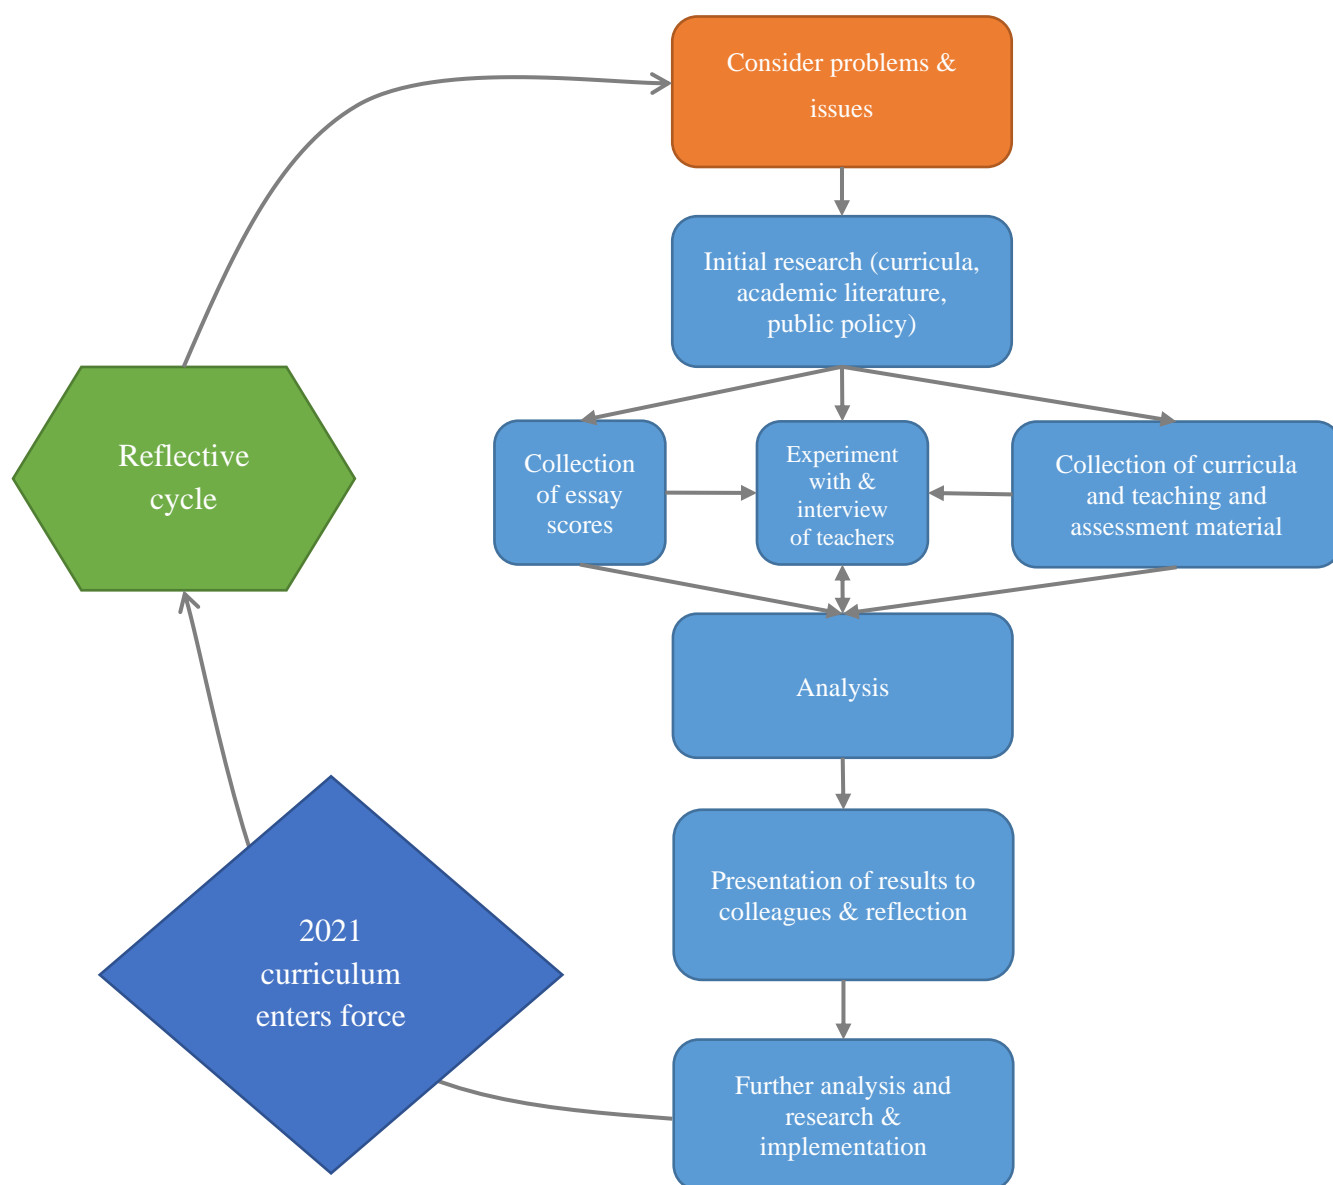 Consider problems &
issues
Initial research (curricula,
academic literature,
public policy)
Collection
of essay
scores
Experiment
with &
interview
of teachers
Collection of curricula
and teaching and
assessment material
Reflective
cycle
Analysis
Presentation of results to
colleagues & reflection
2021
curriculum
enters force
Further analysis and
research &
implementation